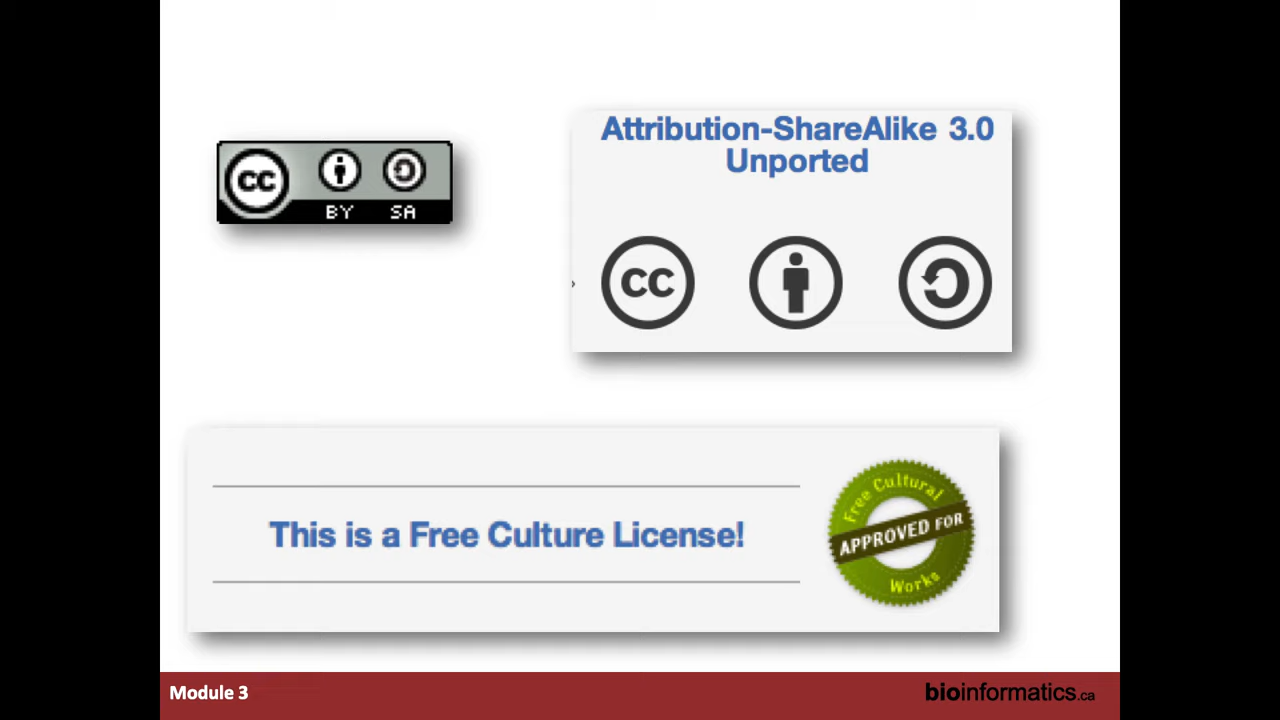 Attribution-ShareAlike 3.0
Unported
cc
BY SA
cc
This is a Free Culture License!
Free Cultural
APPROVED FOR
Works
Module 3
bioinformatics.ca